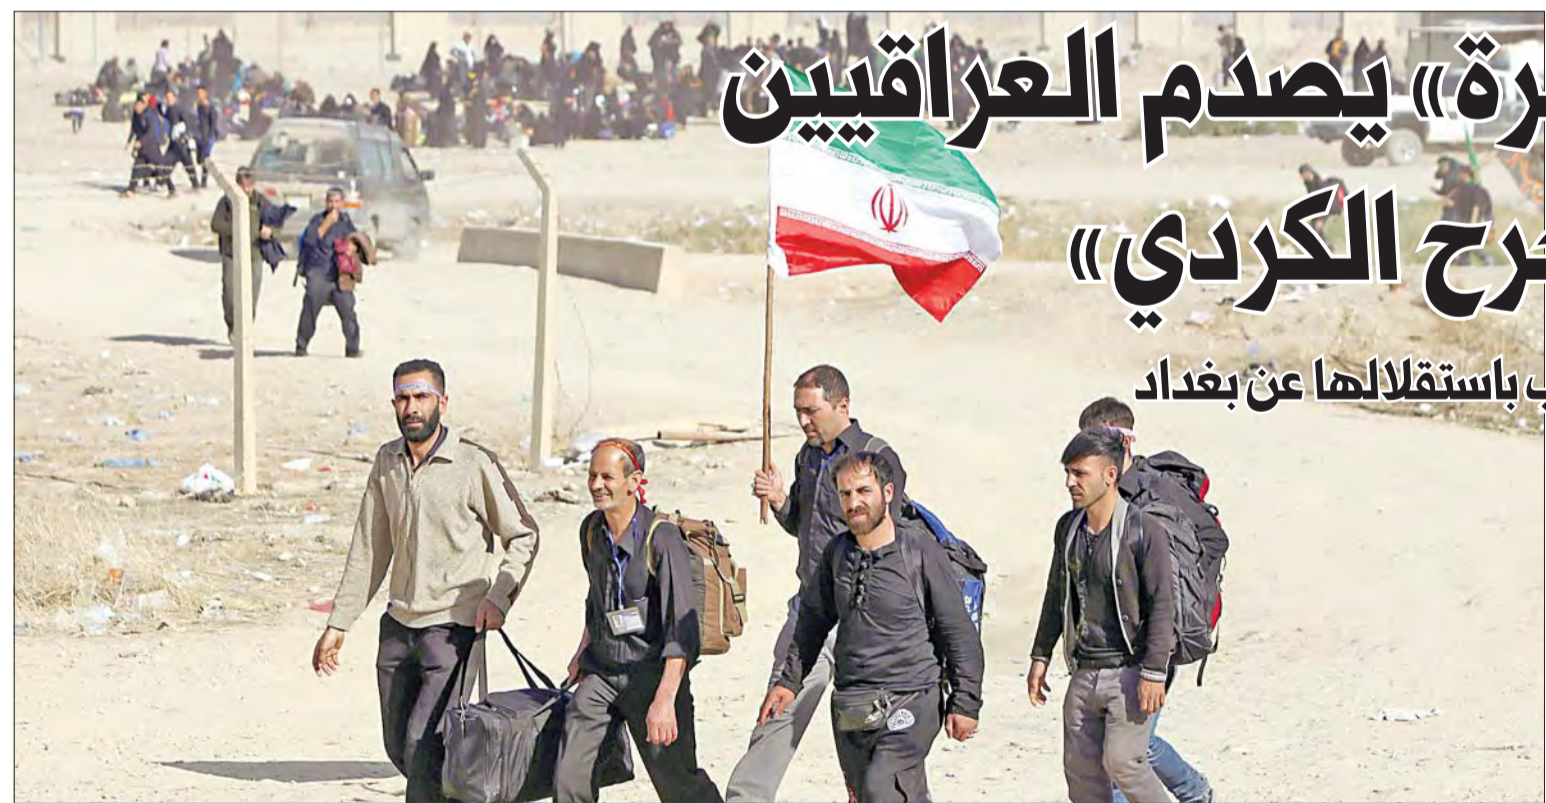 رة» يصدم العراقيين
رح الكردي»
ب باستقلالها عن بغداد